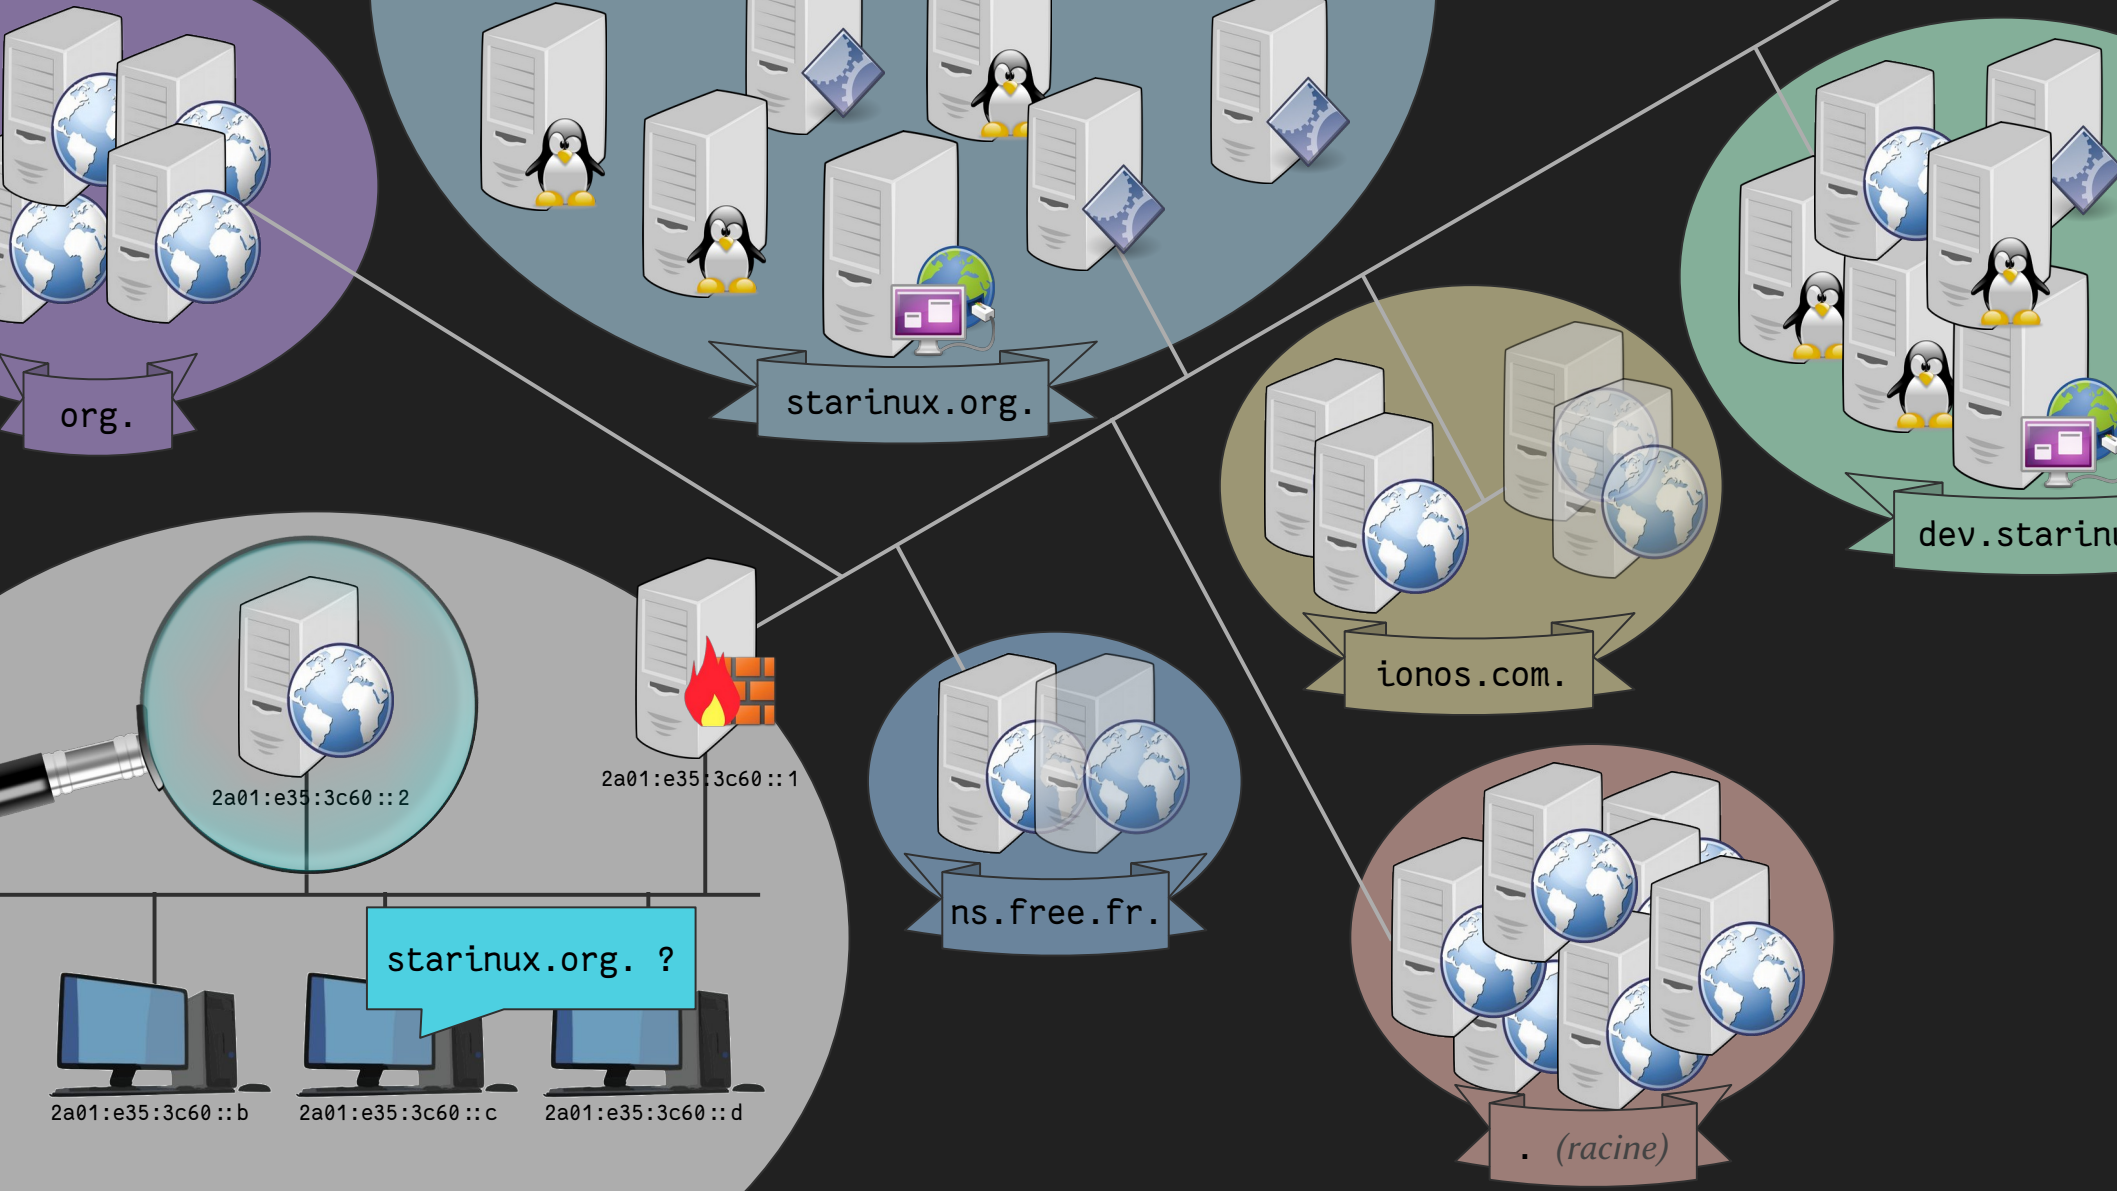 org.
starinux.org.
ionos.com.
dev.starinu
2a01:e35:3c60::2
2a01:e35:3c60::1
ns.free.fr.
starinux.org. ?
2a01:e35:3c60::b
2a01:e35:3c60::c
2a01:e35:3c60::d
. (racine)